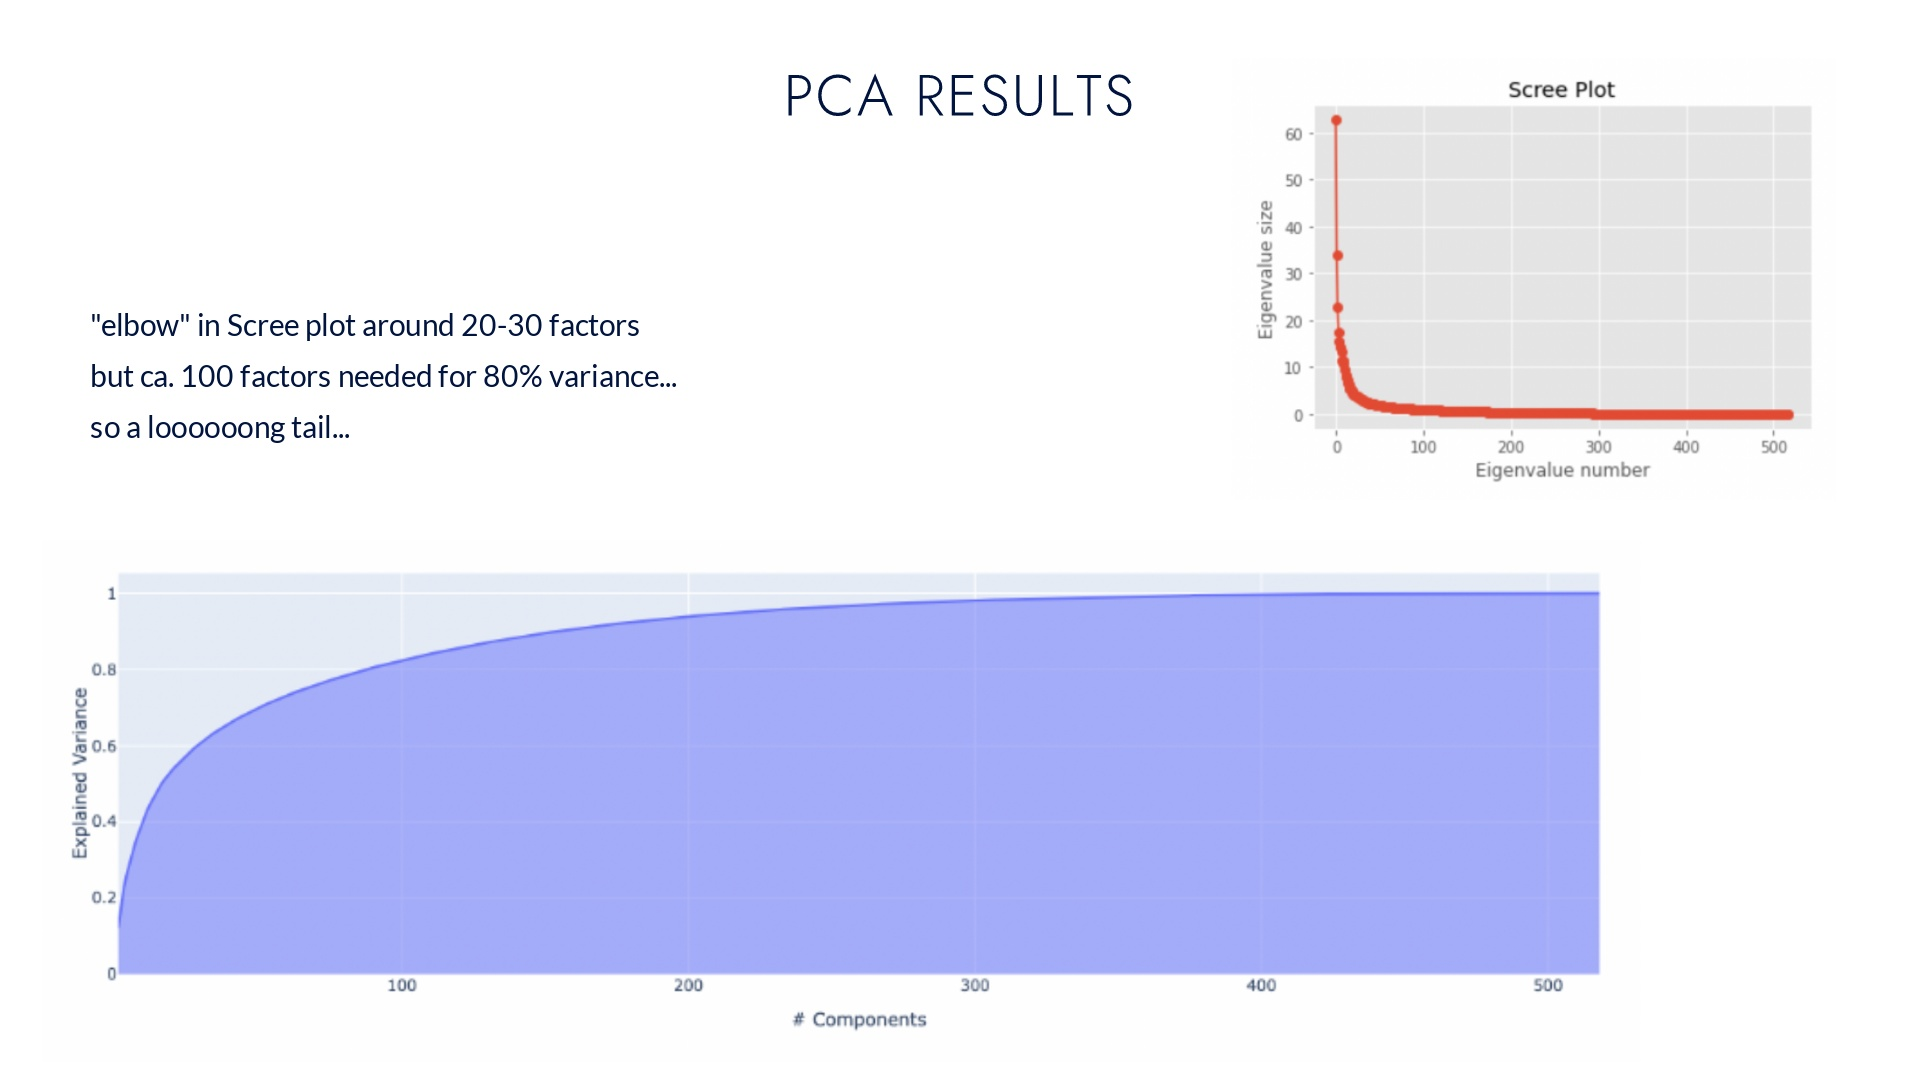 PCA RESULTS
"elbow" in Scree plot around 20-30 factors
but ca. 100 factors needed for 80% variance...
so a looooooong tail...
Scree Plot
Eigenvalue size
60
50
40
30
20
10
0
0 100 200 300 400 500
Eigenvalue number
Explained Variance
1
0.8
0.6
0.4
0.2
0
100 200 300 400 500
# Components